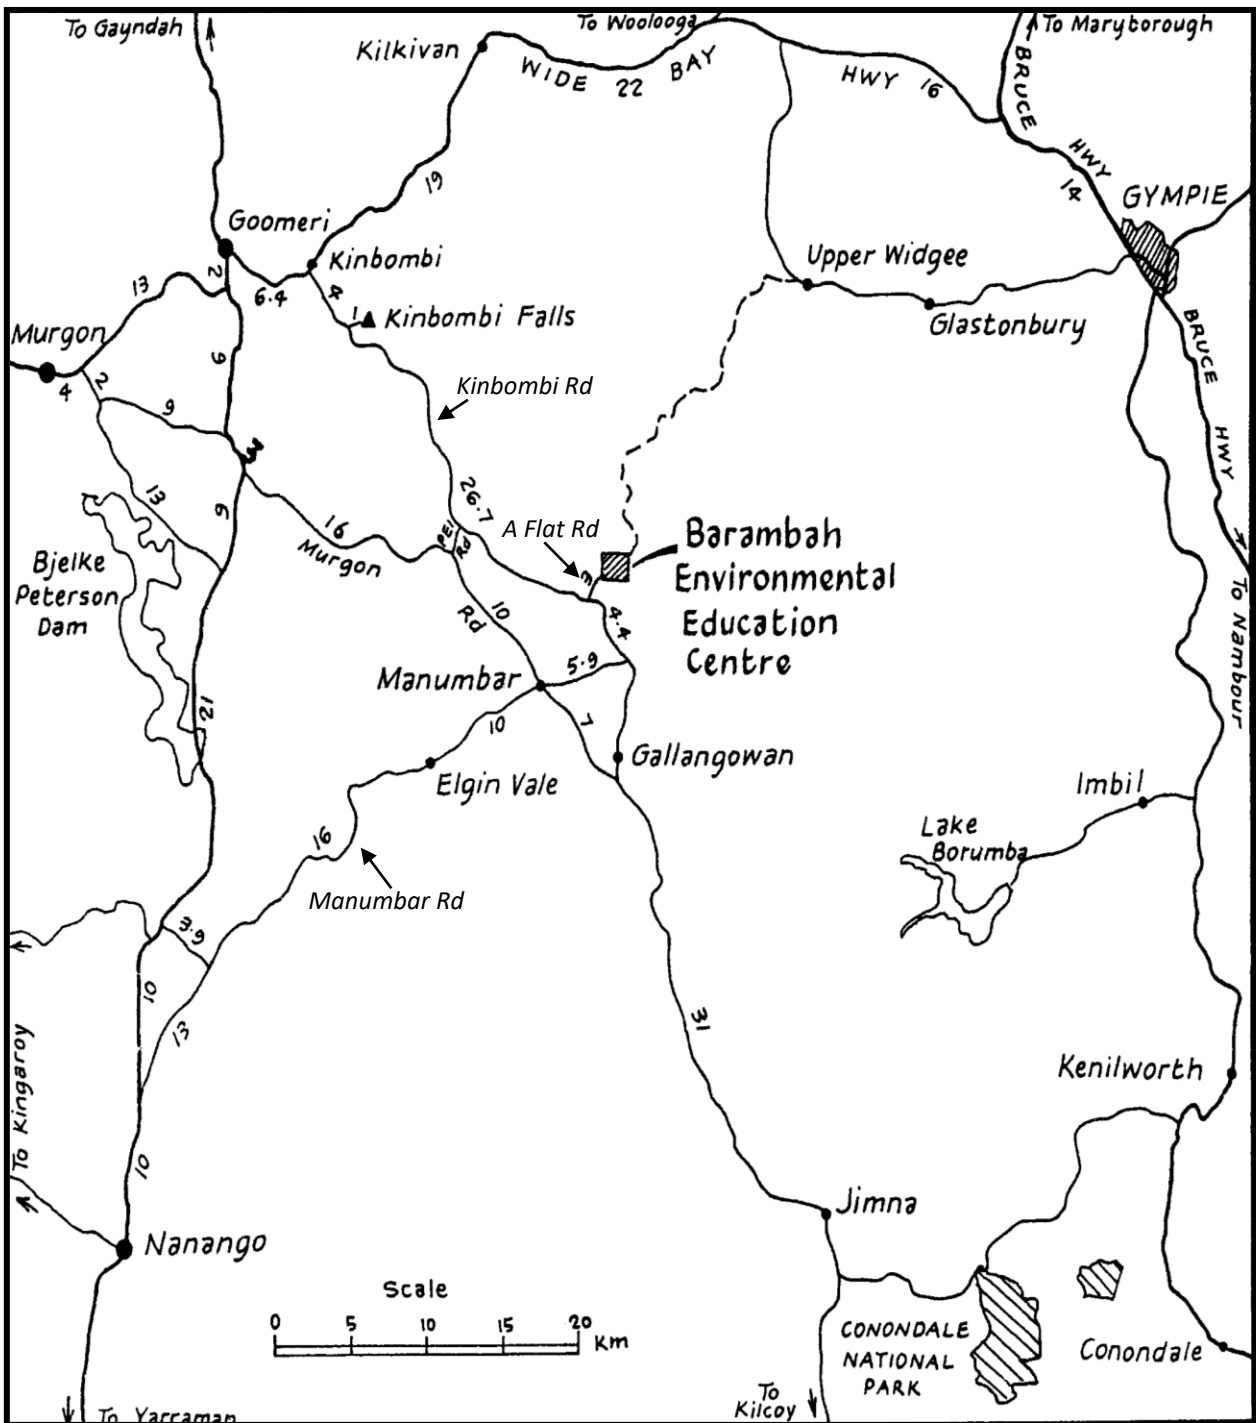 To Gayndah
To Woolooga
To Maryborough
Kilkivan
WIDE 22 BAY
HWY 16
BRUCE
HWY
14
GYMPIE
19
Goomeri
Kinbombi
2
6.4
4
1
Kinbombi Falls
Upper Widgee
Glastonbury
13
Murgon
4
2
9
9
BRUCE
HWY
Kinbombi Rd
3
13
9
16
Murgon
Rd
26.7
PEI
Rd
A Flat Rd
3
Barambah
Environmental
Education
Centre
Bjelke
Peterson
Dam
10
4.4
5.9
Manumbar
7
10
21
Gallangowan
Elgin Vale
To Nambour
Imbil
Lake
Borumba
16
Manumbar Rd
3.9
10
13
31
To Kingaroy
Kenilworth
10
Jimna
Nanango
Scale
0 5 10 15 20
Km
CONONDALE
NATIONAL
PARK
Conondale
To
Kilcoy
To Yarraman